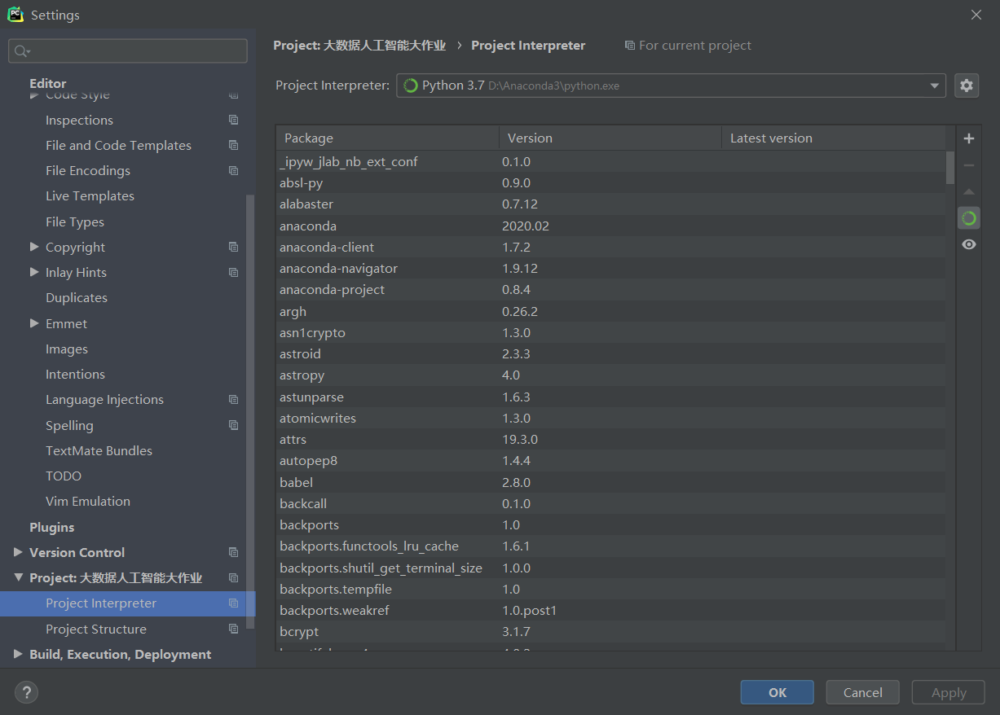 Settings
Editor
Code Style
Inspections
File and Code Templates
File Encodings
Live Templates
File Types
Copyright
Inlay Hints
Duplicates
Emmet
Images
Intentions
Language Injections
Spelling
TextMate Bundles
TODO
Vim Emulation
Plugins
Version Control
Project: 大数据人工智能大作业
Project Interpreter
Project Structure
Build, Execution, Deployment
Project: 大数据人工智能大作业 › Project Interpreter For current project
Project Interpreter: Python 3.7 D:\Anaconda3\python.exe
Package Version Latest version
_ipyw_jlab_nb_ext_conf 0.1.0
absl-py 0.9.0
alabaster 0.7.12
anaconda 2020.02
anaconda-client 1.7.2
anaconda-navigator 1.9.12
anaconda-project 0.8.4
argh 0.26.2
asn1crypto 1.3.0
astroid 2.3.3
astropy 4.0
astunparse 1.6.3
atomicwrites 1.3.0
attrs 19.3.0
autopep8 1.4.4
babel 2.8.0
backcall 0.1.0
backports 1.0
backports.functools_lru_cache 1.6.1
backports.shutil_get_terminal_size 1.0.0
backports.tempfile 1.0
backports.weakref 1.0.post1
bcrypt 3.1.7
?
OK Cancel Apply